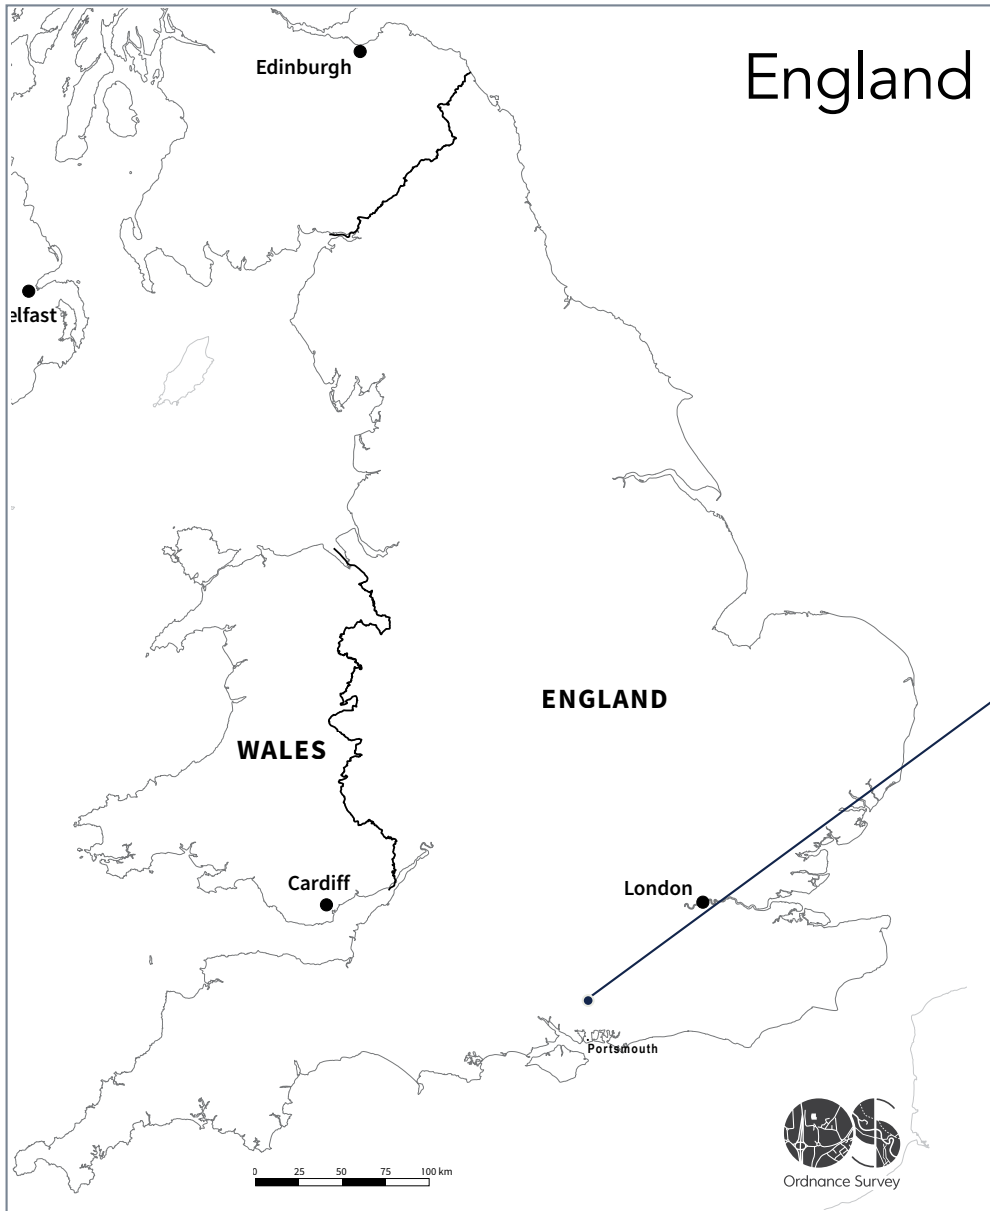 England
Edinburgh
elfast
ENGLAND
WALES
Cardiff
London
Portsmouth
0 25 50 75 100 km
Ordnance Survey